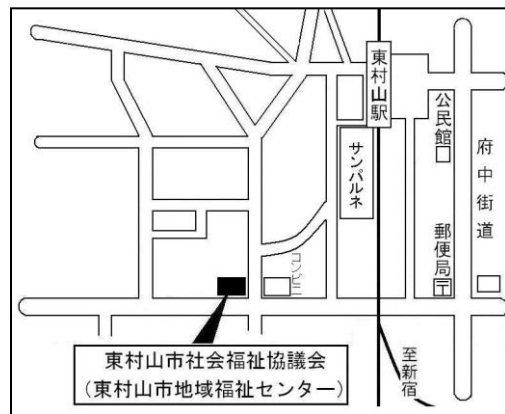 東村山駅
サンパルネ
公民館
府中街道
郵便局
〒
コンビニ
至新宿
東村山市社会福祉協議会
（東村山市地域福祉センター）